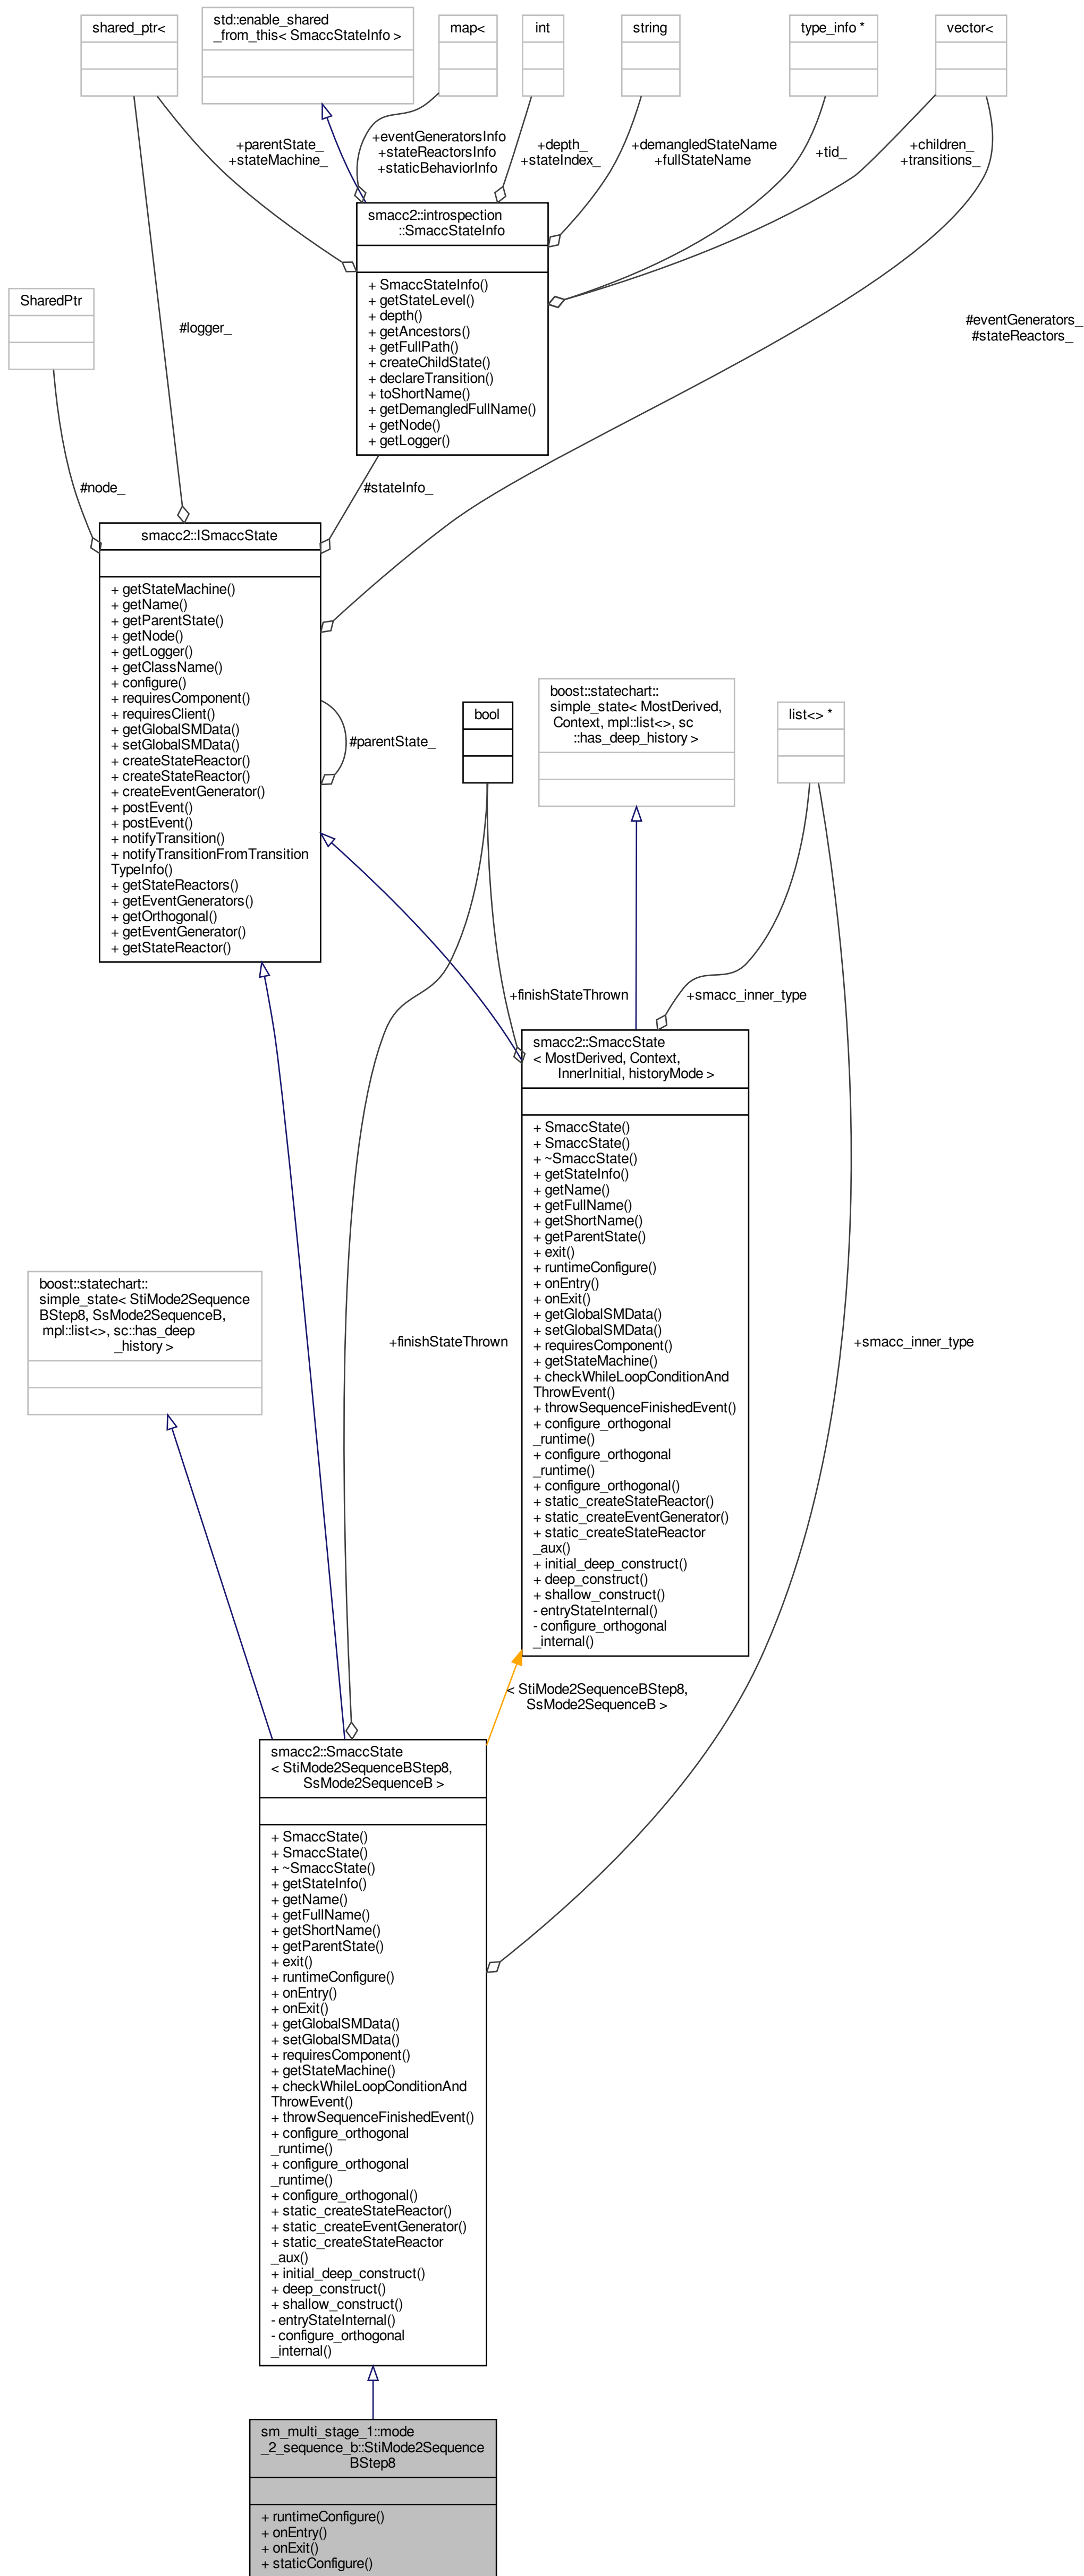 shared_ptr<
std::enable_shared
_from_this< SmaccStateInfo >
map<
int
string
type_info *
vector<
+parentState_
+stateMachine_
+eventGeneratorsInfo
+stateReactorsInfo
+staticBehaviorInfo
+depth_
+stateIndex_
+demangledStateName
+fullStateName
+tid_
+children_
+transitions_
smacc2::introspection
::SmaccStateInfo
+ SmaccStateInfo()
+ getStateLevel()
+ depth()
+ getAncestors()
+ getFullPath()
+ createChildState()
+ declareTransition()
+ toShortName()
+ getDemangledFullName()
+ getNode()
+ getLogger()
SharedPtr
#logger_
#eventGenerators_
#stateReactors_
#node_
#stateInfo_
smacc2::ISmaccState
+ getStateMachine()
+ getName()
+ getParentState()
+ getNode()
+ getLogger()
+ getClassName()
+ configure()
+ requiresComponent()
+ requiresClient()
+ getGlobalSMData()
+ setGlobalSMData()
+ createStateReactor()
+ createStateReactor()
+ createEventGenerator()
+ postEvent()
+ postEvent()
+ notifyTransition()
+ notifyTransitionFromTransition
TypeInfo()
+ getStateReactors()
+ getEventGenerators()
+ getOrthogonal()
+ getEventGenerator()
+ getStateReactor()
#parentState_
bool
boost::statechart::
simple_state< MostDerived,
Context, mpl::list<>, sc
::has_deep_history >
list<> *
+finishStateThrown
+smacc_inner_type
smacc2::SmaccState
< MostDerived, Context,
InnerInitial, historyMode >
+ SmaccState()
+ SmaccState()
+ ~SmaccState()
+ getStateInfo()
+ getName()
+ getFullName()
+ getShortName()
+ getParentState()
+ exit()
+ runtimeConfigure()
+ onEntry()
+ onExit()
+ getGlobalSMData()
+ setGlobalSMData()
+ requiresComponent()
+ getStateMachine()
+ checkWhileLoopConditionAnd
ThrowEvent()
+ throwSequenceFinishedEvent()
+ configure_orthogonal
_runtime()
+ configure_orthogonal
_runtime()
+ configure_orthogonal()
+ static_createStateReactor()
+ static_createEventGenerator()
+ static_createStateReactor
_aux()
+ initial_deep_construct()
+ deep_construct()
+ shallow_construct()
- entryStateInternal()
- configure_orthogonal
_internal()
boost::statechart::
simple_state< StiMode2Sequence
BStep8, SsMode2SequenceB,
mpl::list<>, sc::has_deep
_history >
+finishStateThrown
+smacc_inner_type
< StiMode2SequenceBStep8,
SsMode2SequenceB >
smacc2::SmaccState
< StiMode2SequenceBStep8,
SsMode2SequenceB >
+ SmaccState()
+ SmaccState()
+ ~SmaccState()
+ getStateInfo()
+ getName()
+ getFullName()
+ getShortName()
+ getParentState()
+ exit()
+ runtimeConfigure()
+ onEntry()
+ onExit()
+ getGlobalSMData()
+ setGlobalSMData()
+ requiresComponent()
+ getStateMachine()
+ checkWhileLoopConditionAnd
ThrowEvent()
+ throwSequenceFinishedEvent()
+ configure_orthogonal
_runtime()
+ configure_orthogonal
_runtime()
+ configure_orthogonal()
+ static_createStateReactor()
+ static_createEventGenerator()
+ static_createStateReactor
_aux()
+ initial_deep_construct()
+ deep_construct()
+ shallow_construct()
- entryStateInternal()
- configure_orthogonal
_internal()
sm_multi_stage_1::mode
_2_sequence_b::StiMode2Sequence
BStep8
+ runtimeConfigure()
+ onEntry()
+ onExit()
+ staticConfigure()